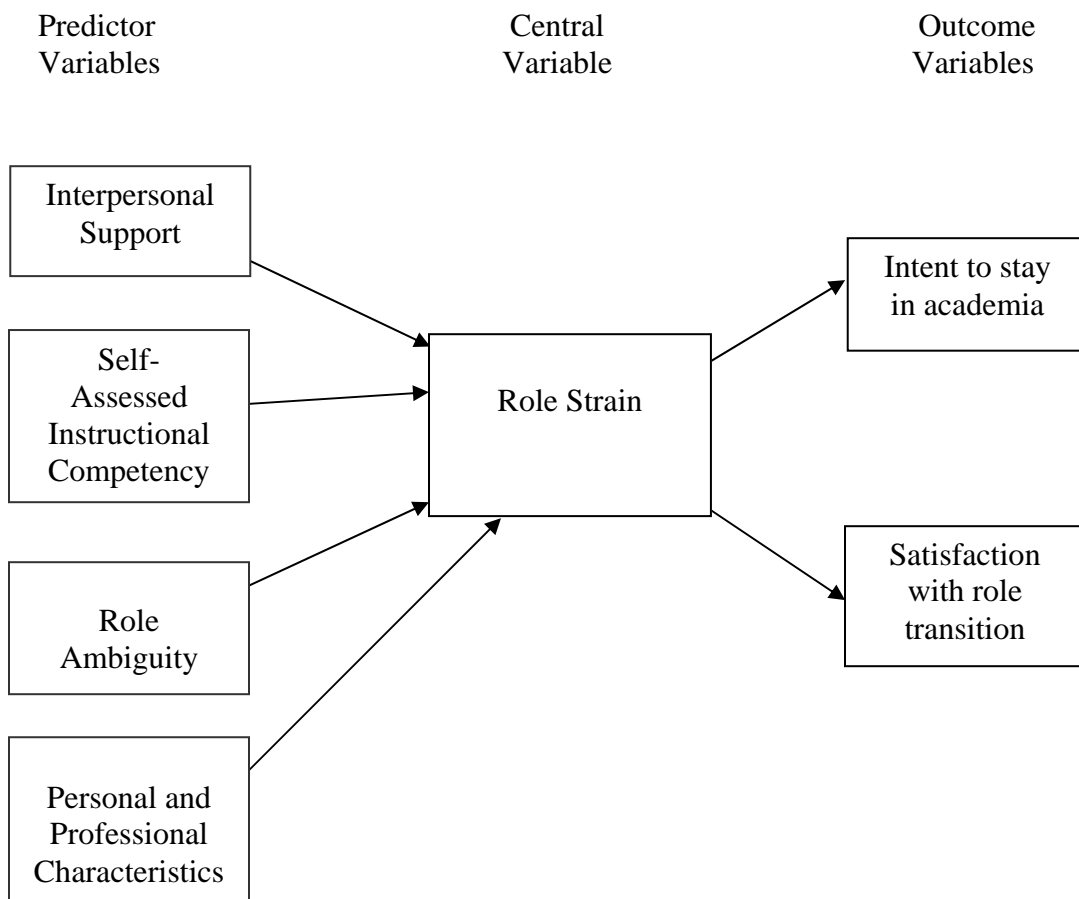 Predictor
Variables
Central
Variable
Outcome
Variables
Interpersonal
Support
Self-
Assessed
Instructional
Competency
Role
Ambiguity
Personal and
Professional
Characteristics
Role Strain
Intent to stay
in academia
Satisfaction
with role
transition